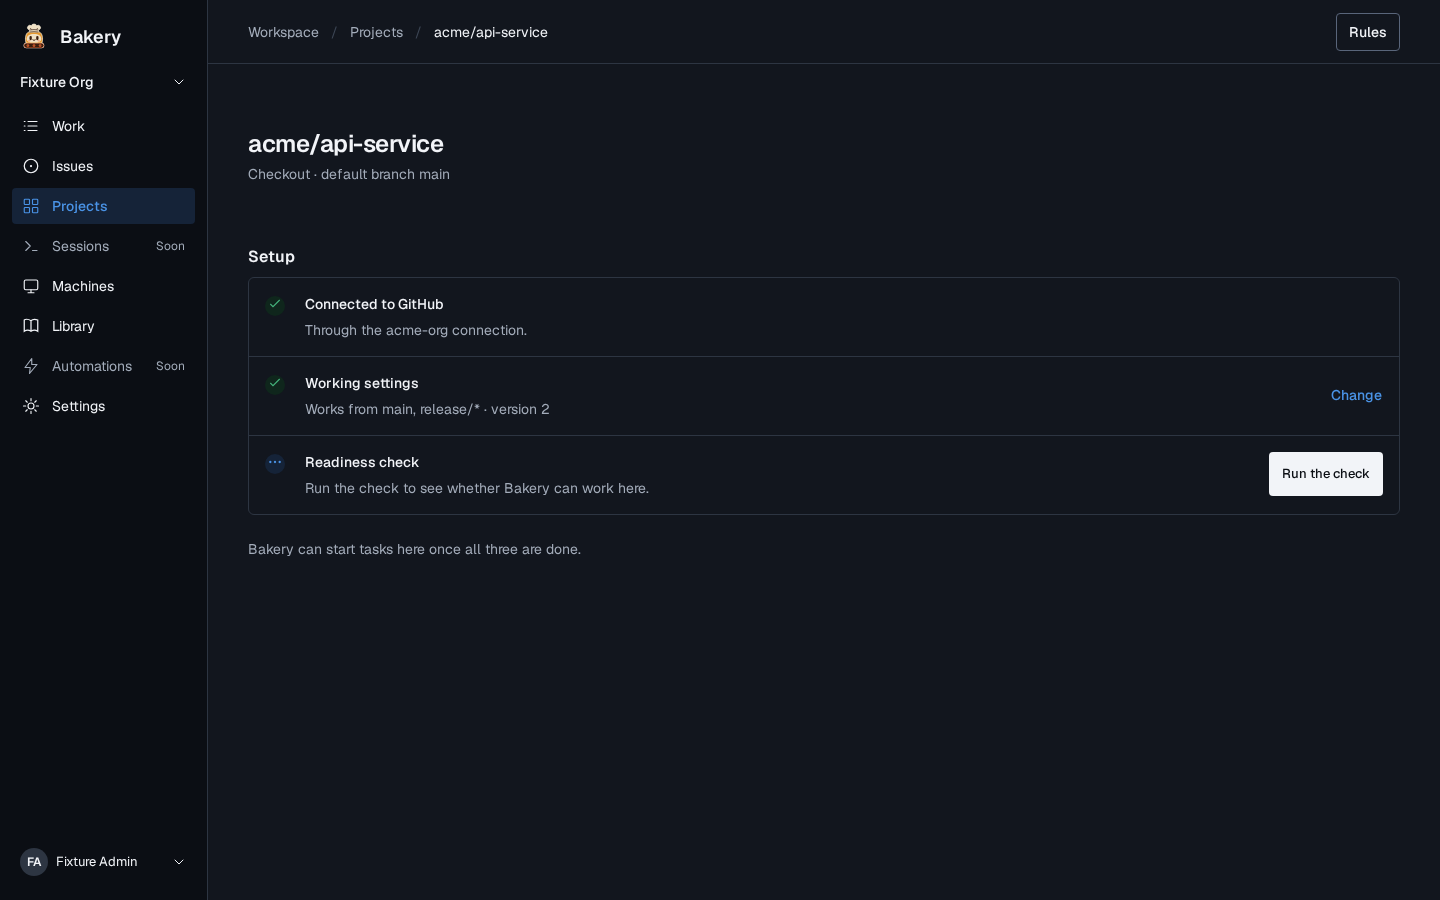 Bakery
Fixture Org
Work
Issues
Projects
Sessions Soon
Machines
Library
Automations Soon
Settings
FA Fixture Admin
Workspace / Projects / acme/api-service
Rules
acme/api-service
Checkout · default branch main
Setup
Connected to GitHub
Through the acme-org connection.
Working settings
Works from main, release/* · version 2
Change
Readiness check
Run the check to see whether Bakery can work here.
Run the check
Bakery can start tasks here once all three are done.